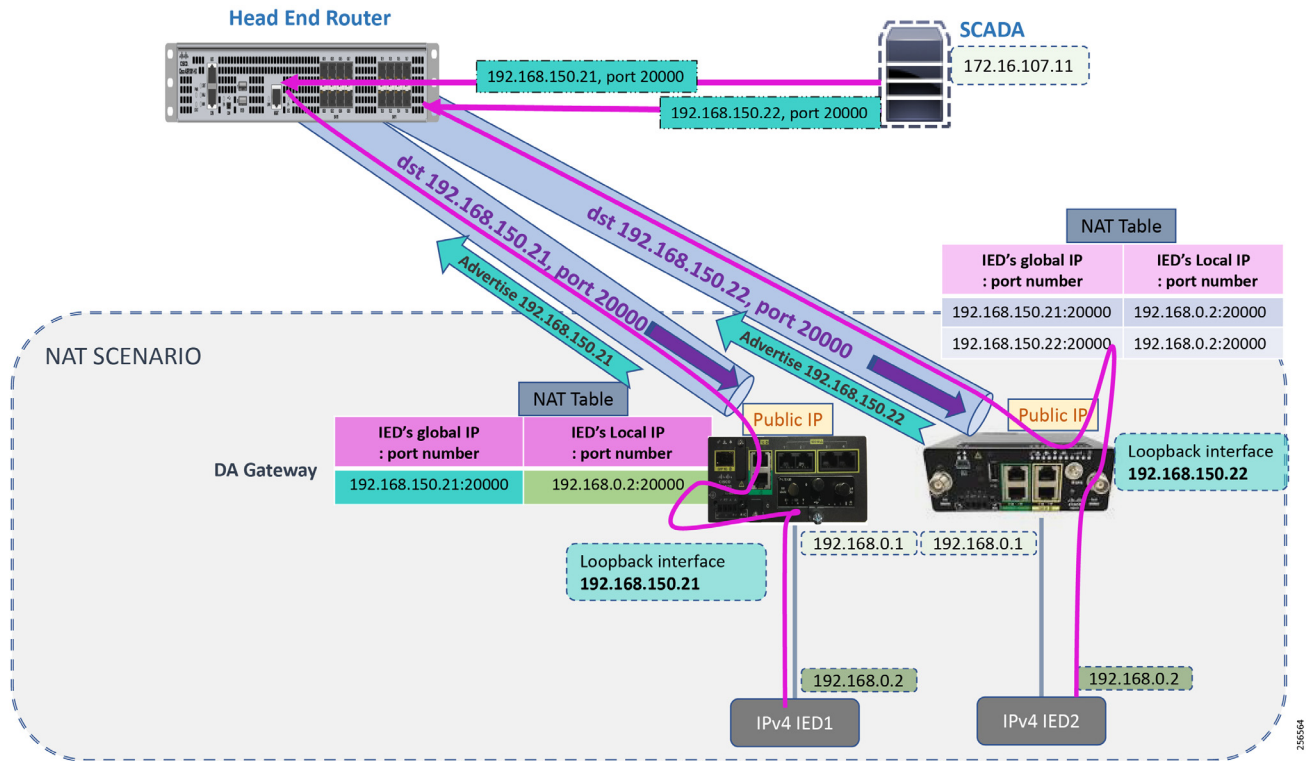 Head End Router
SCADA
172.16.107.11
192.168.150.21, port 20000
192.168.150.22, port 20000
dst 192.168.150.21, port 20000
dst 192.168.150.22, port 20000
Advertise 192.168.150.21
Advertise 192.168.150.22
NAT Table
IED's global IP
: port number
IED's Local IP
: port number
192.168.150.21:20000
192.168.0.2:20000
192.168.150.22:20000
192.168.0.2:20000
NAT SCENARIO
NAT Table
IED's global IP
: port number
IED's Local IP
: port number
192.168.150.21:20000
192.168.0.2:20000
DA Gateway
Public IP
Public IP
Loopback interface
192.168.150.22
192.168.0.1
192.168.0.1
Loopback interface
192.168.150.21
192.168.0.2
192.168.0.2
IPv4 IED1
IPv4 IED2
256564